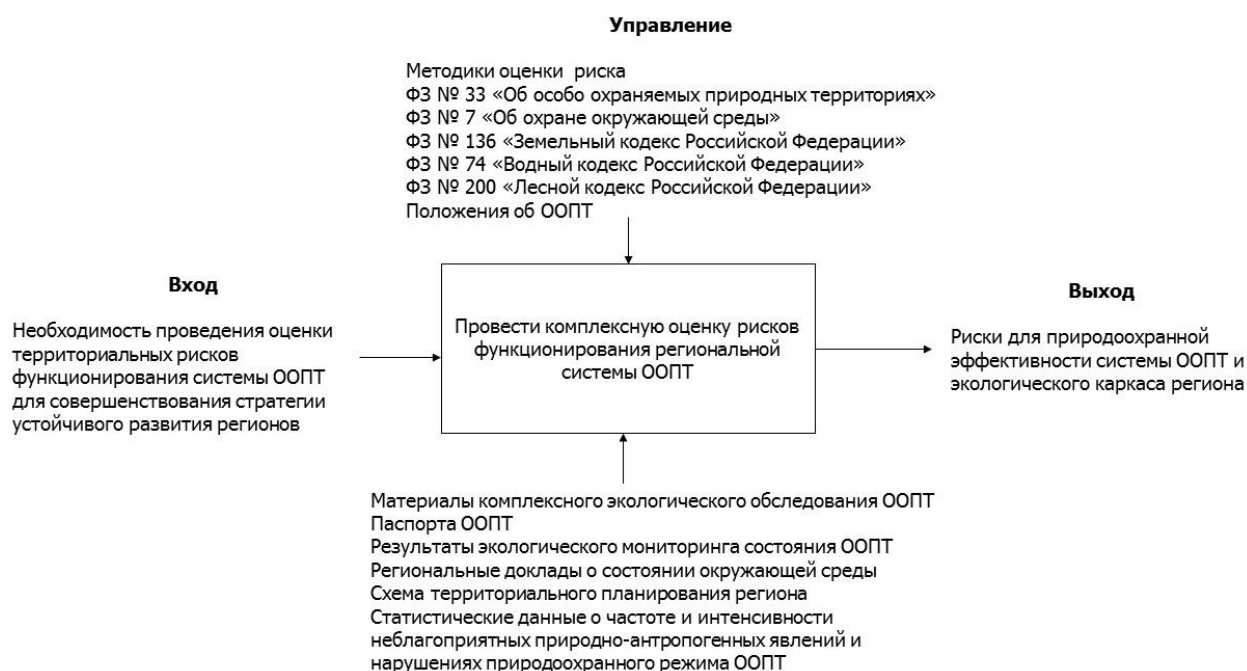 Управление
Методики оценки риска
ФЗ № 33 «Об особо охраняемых природных территориях»
ФЗ № 7 «Об охране окружающей среды»
ФЗ № 136 «Земельный кодекс Российской Федерации»
ФЗ № 74 «Водный кодекс Российской Федерации»
ФЗ № 200 «Лесной кодекс Российской Федерации»
Положения об ООПТ
Вход
Необходимость проведения оценки
территориальных рисков
функционирования системы ООПТ
для совершенствования стратегии
устойчивого развития регионов
Провести комплексную оценку рисков
функционирования региональной
системы ООПТ
Выход
Риски для природоохранной
эффективности системы ООПТ и
экологического каркаса региона
Материалы комплексного экологического обследования ООПТ
Паспорта ООПТ
Результаты экологического мониторинга состояния ООПТ
Региональные доклады о состоянии окружающей среды
Схема территориального планирования региона
Статистические данные о частоте и интенсивности
неблагоприятных природно-антропогенных явлений и
нарушениях природоохранного режима ООПТ